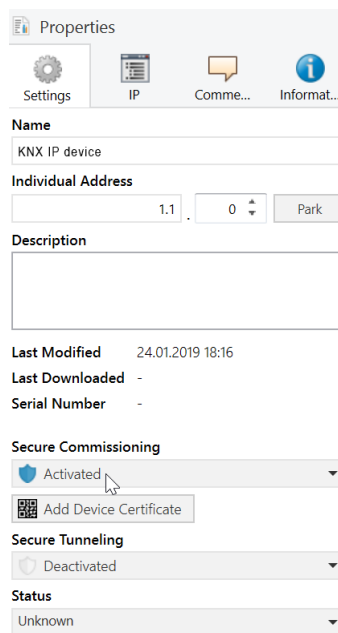 Properties
Settings IP Comme... Informat...
Name
KNX IP device
Individual Address
1.1 . 0 Park
Description
Last Modified 24.01.2019 18:16
Last Downloaded -
Serial Number -
Secure Commissioning
Activated
Add Device Certificate
Secure Tunneling
Deactivated
Status
Unknown